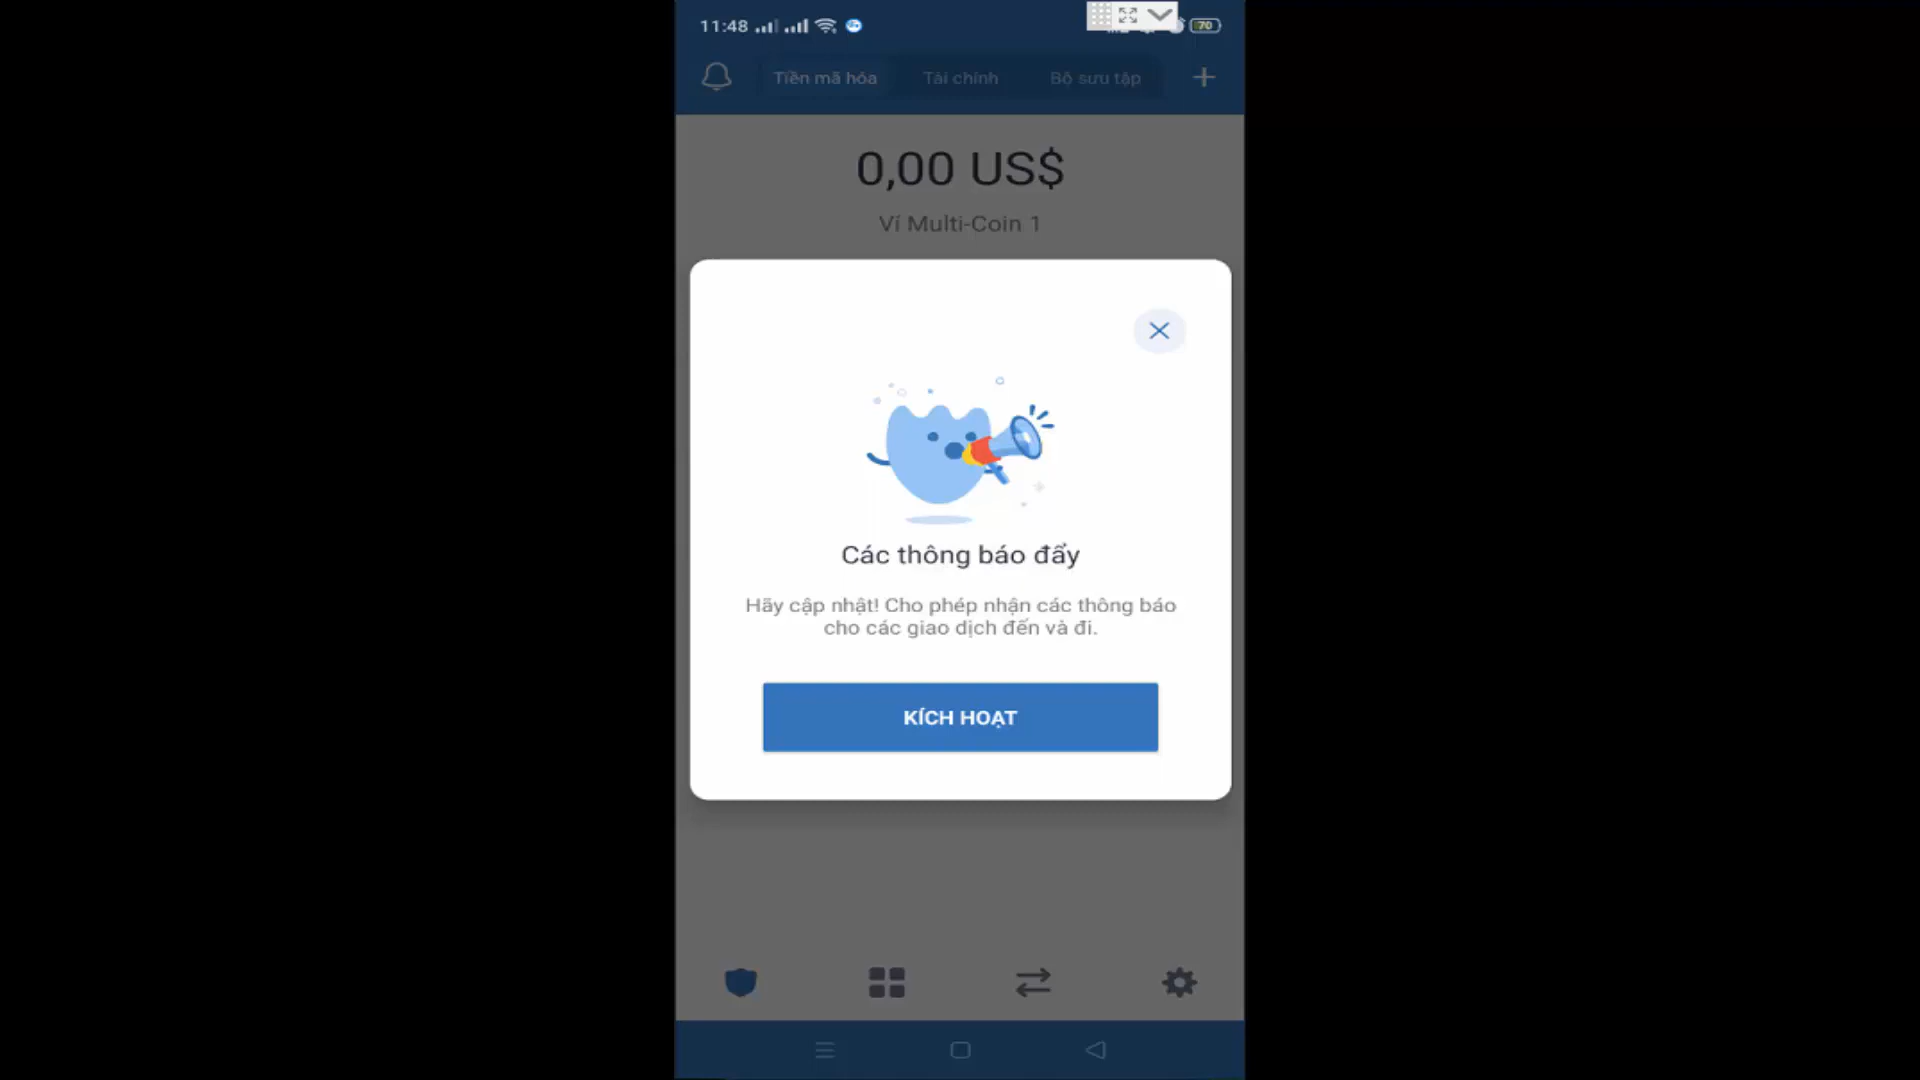 11:48
70
Tiền mã hóa
Tài chính
Bộ sưu tập
0,00 US$
Ví Multi-Coin 1
Các thông báo đẩy
Hãy cập nhật! Cho phép nhận các thông báo
cho các giao dịch đến và đi.
KÍCH HOẠT